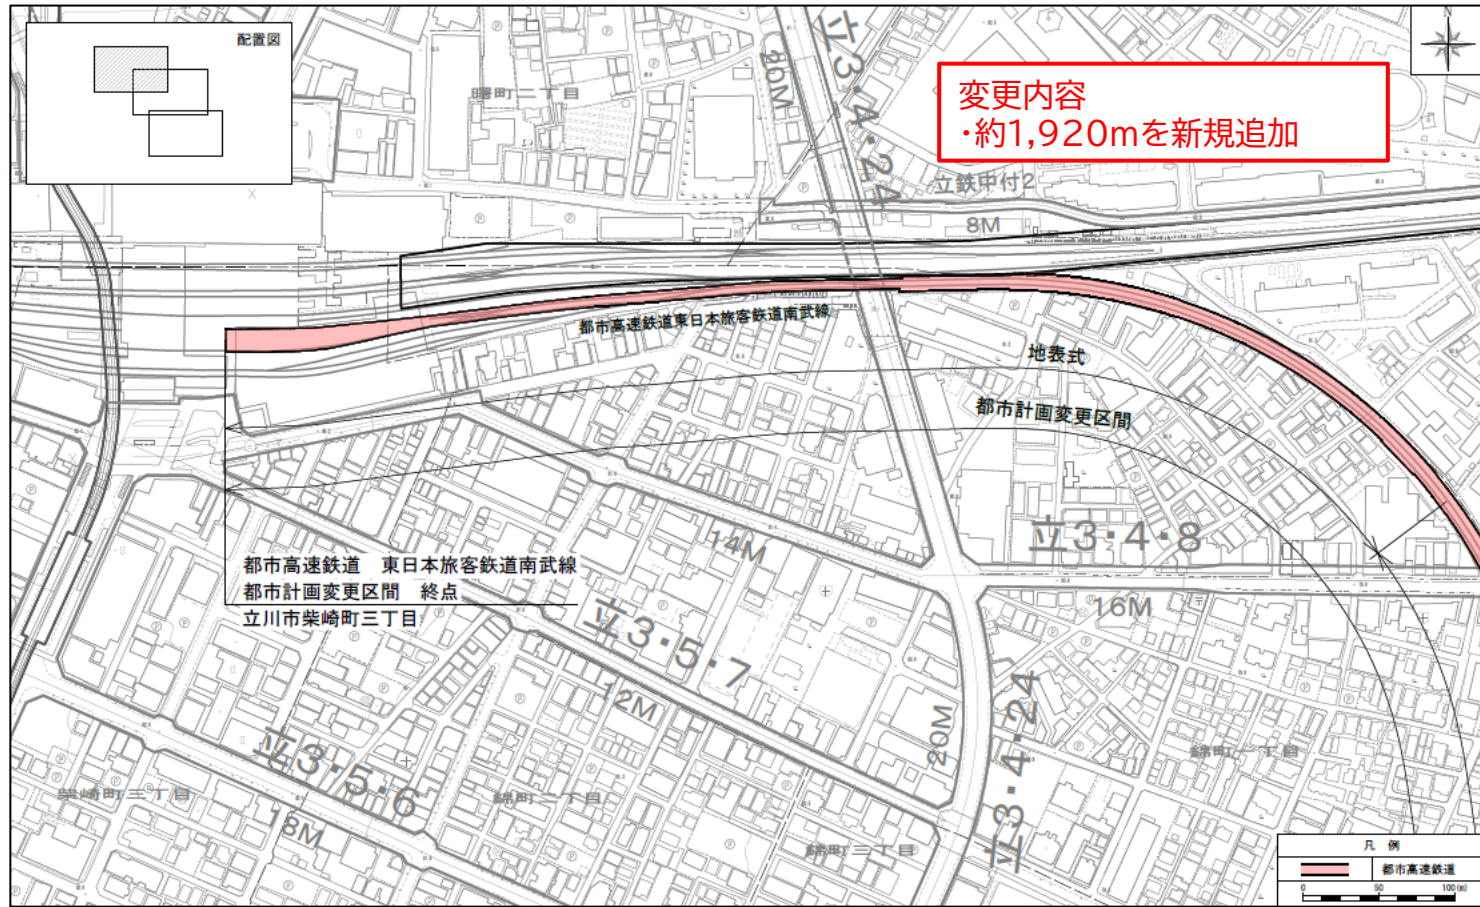 配置図
N
変更内容
・約1,920mを新規追加
曙町二丁目
20M
立3・4・24
立鉄中付2
8M
都市高速鉄道東日本旅客鉄道南武線
地表式
都市計画変更区間
都市高速鉄道 東日本旅客鉄道南武線
都市計画変更区間 終点
立川市柴崎町三丁目
14M
立3・4・8
16M
立3・5・7
12M
20M
立3・4・24
立3・5・6
18M
柴崎町三丁目
錦町二丁目
錦町三丁目
錦町一丁目
凡 例
都市高速鉄道
0 50 100(m)